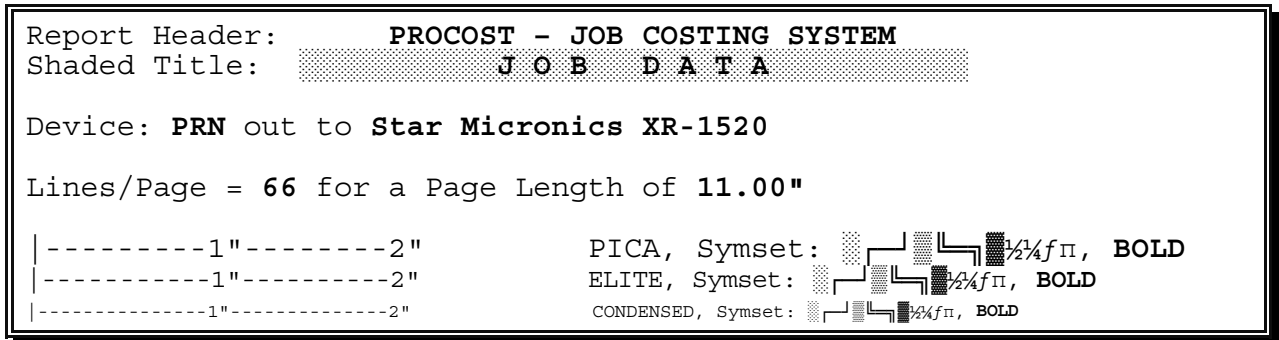 Report Header: PROCOST – JOB COSTING SYSTEM
Shaded Title: ░░░░░░░░░░░ J O B   D A T A ░░░░░░░░░░░
Device: PRN out to Star Micronics XR-1520
Lines/Page = 66 for a Page Length of 11.00"
|---------1"--------2" PICA, Symset: ░┌─┘▒╚═╗▓½¼ƒπ, BOLD
|-----------1"----------2" ELITE, Symset: ░┌─┘▒╚═╗▓½¼ƒπ, BOLD
|---------------1"--------------2" CONDENSED, Symset: ░┌─┘▒╚═╗▓½¼ƒπ, BOLD